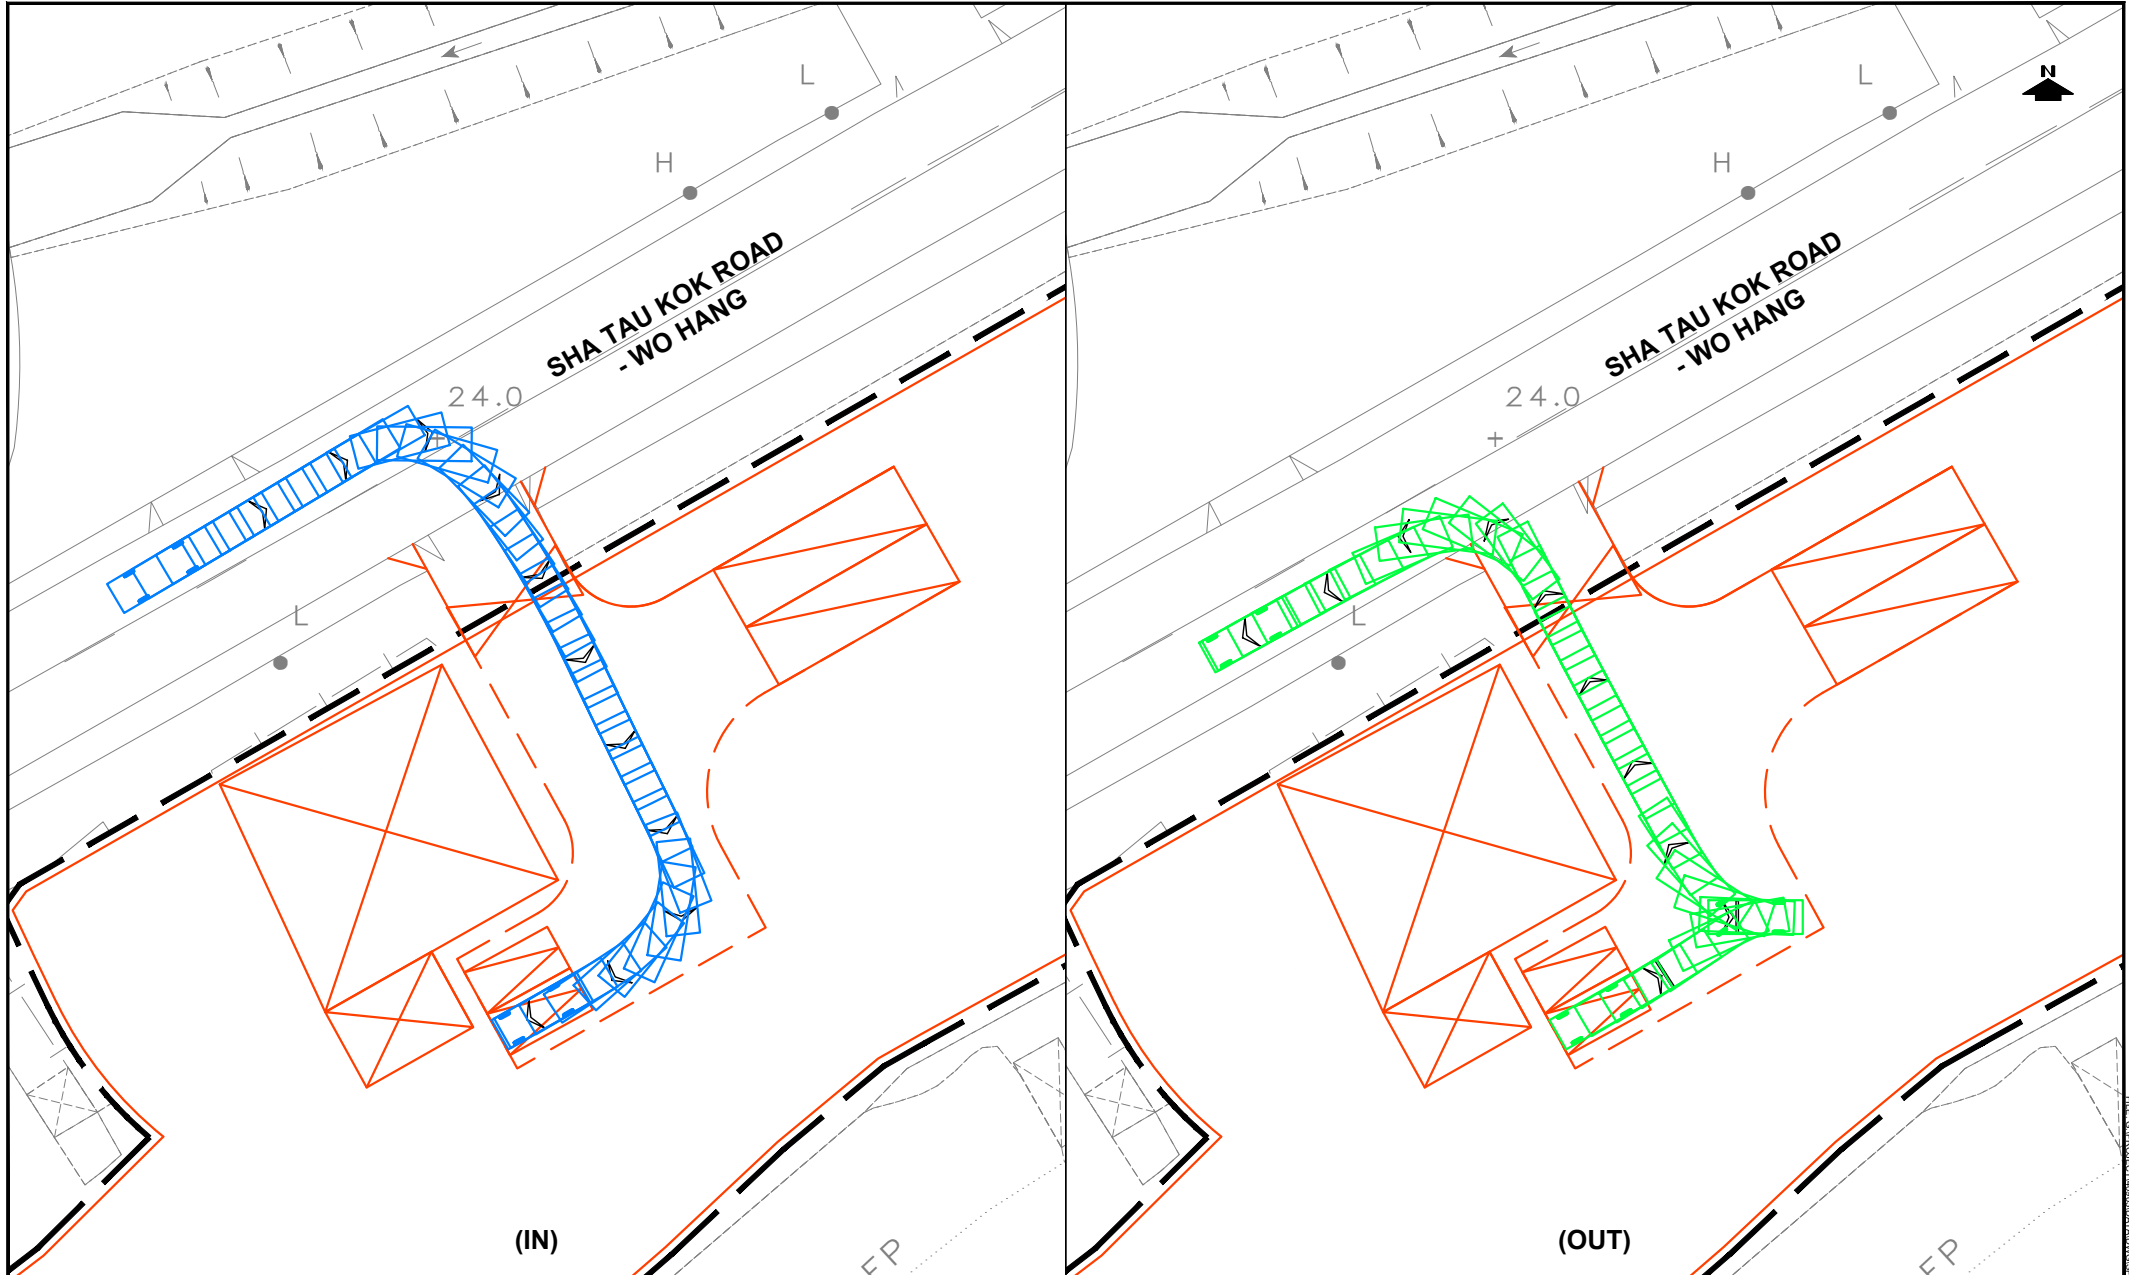 L
H
SHA TAU KOK ROAD
- WO HANG
24.0
L
(IN)
N
L
H
SHA TAU KOK ROAD
- WO HANG
24.0
L
(OUT)